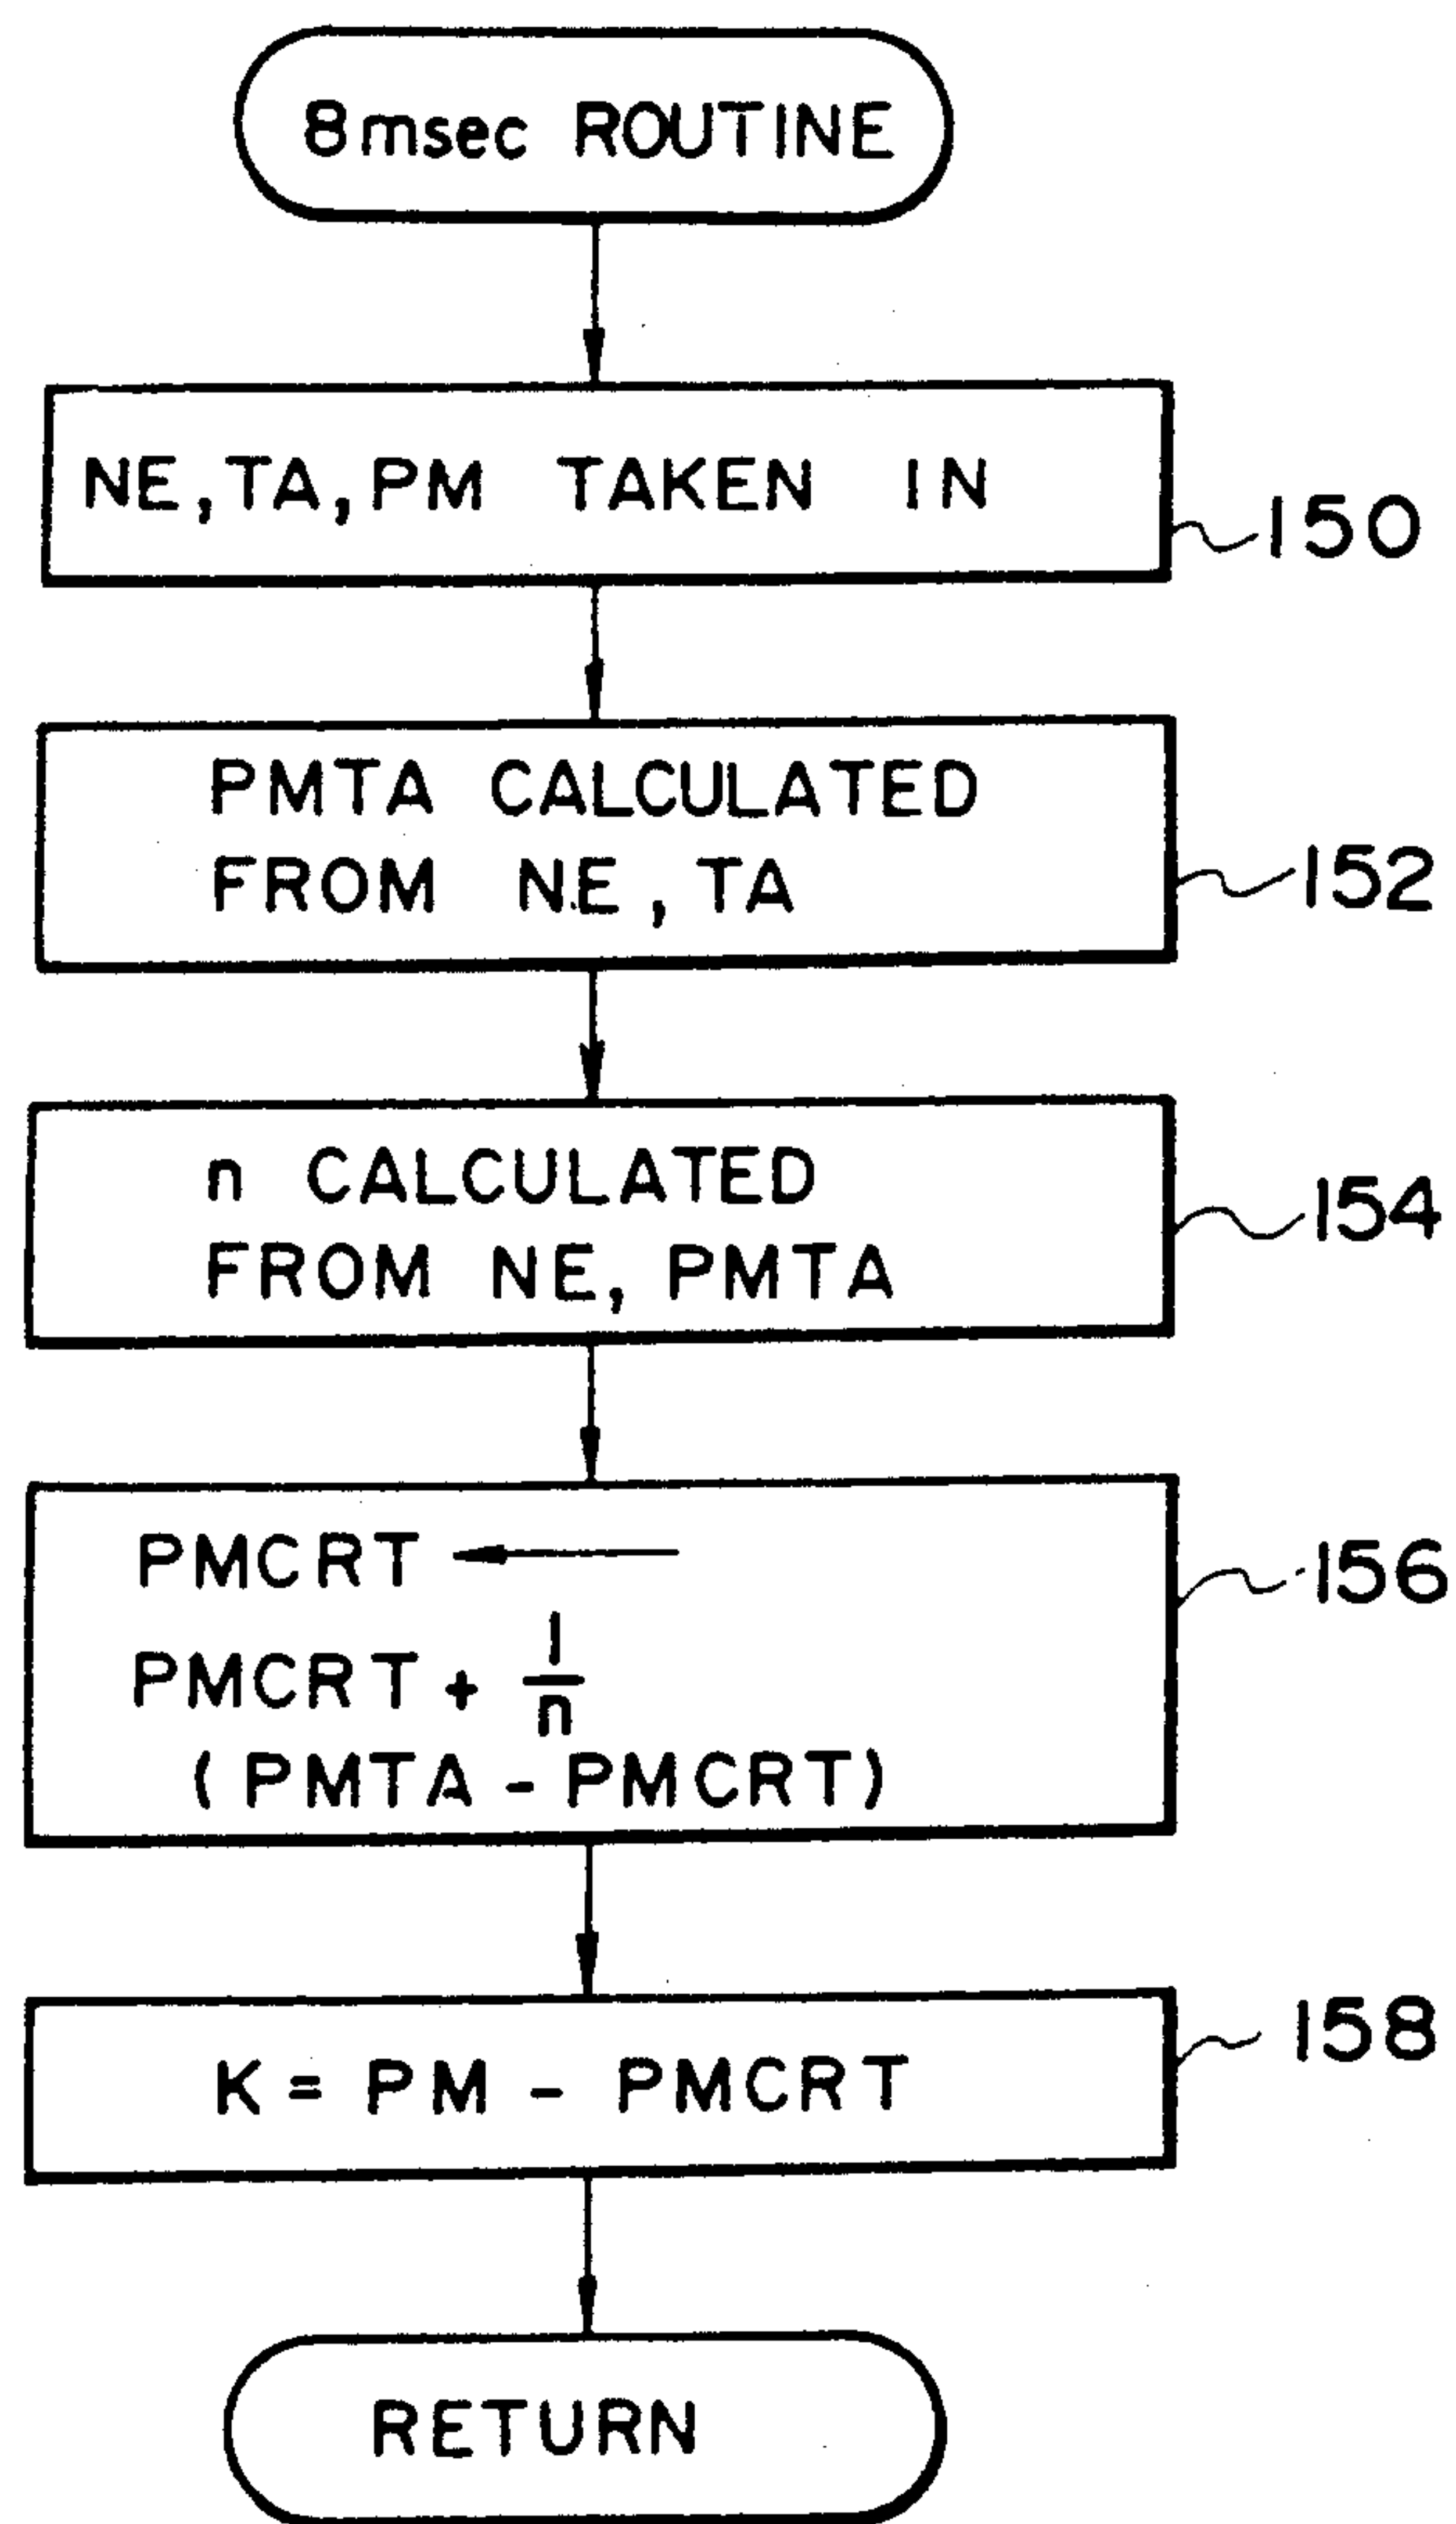 8msec ROUTINE
NE, TA, PM TAKEN IN
150
PMTA CALCULATED
FROM NE, TA
152
n CALCULATED
FROM NE, PMTA
154
PMCRT ←
PMCRT + 1/n
(PMTA - PMCRT)
156
K = PM - PMCRT
158
RETURN